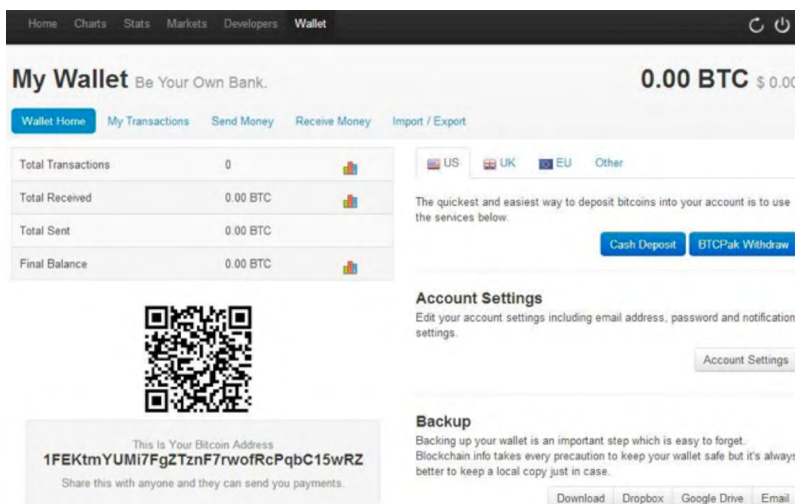 Home Charts Stats Markets Developers Wallet
My Wallet Be Your Own Bank.
0.00 BTC $ 0.00
Wallet Home My Transactions Send Money Receive Money Import / Export
Total Transactions 0
Total Received 0.00 BTC
Total Sent 0.00 BTC
Final Balance 0.00 BTC
This Is Your Bitcoin Address
1FEKtmYUMi7FgZTznF7rwofRcPqbC15wRZ
Share this with anyone and they can send you payments.
US UK EU Other
The quickest and easiest way to deposit bitcoins into your account is to use
the services below.
Cash Deposit BTCPak Withdraw
Account Settings
Edit your account settings including email address, password and notification
settings.
Account Settings
Backup
Backing up your wallet is an important step which is easy to forget.
Blockchain.info takes every precaution to keep your wallet safe but it's always
better to keep a local copy just in case.
Download Dropbox Google Drive Email